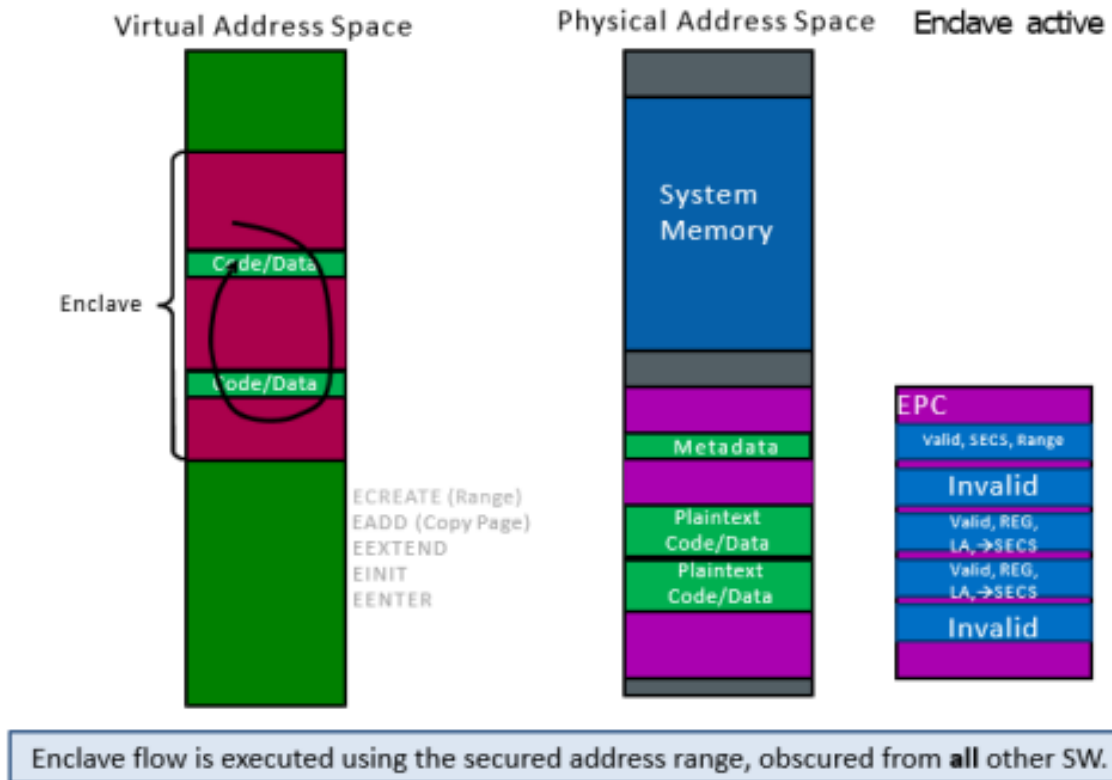 Virtual Address Space
Physical Address Space
Enclave active
Code/Data
Enclave
Code/Data
System
Memory
Metadata
Plaintext
Code/Data
Plaintext
Code/Data
EPC
Valid, SECS, Range
Invalid
Valid, REG,
LA,→SECS
Valid, REG,
LA,→SECS
Invalid
ECREATE (Range)
EADD (Copy Page)
EEXTEND
EINIT
EENTER
Enclave flow is executed using the secured address range, obscured from all other SW.